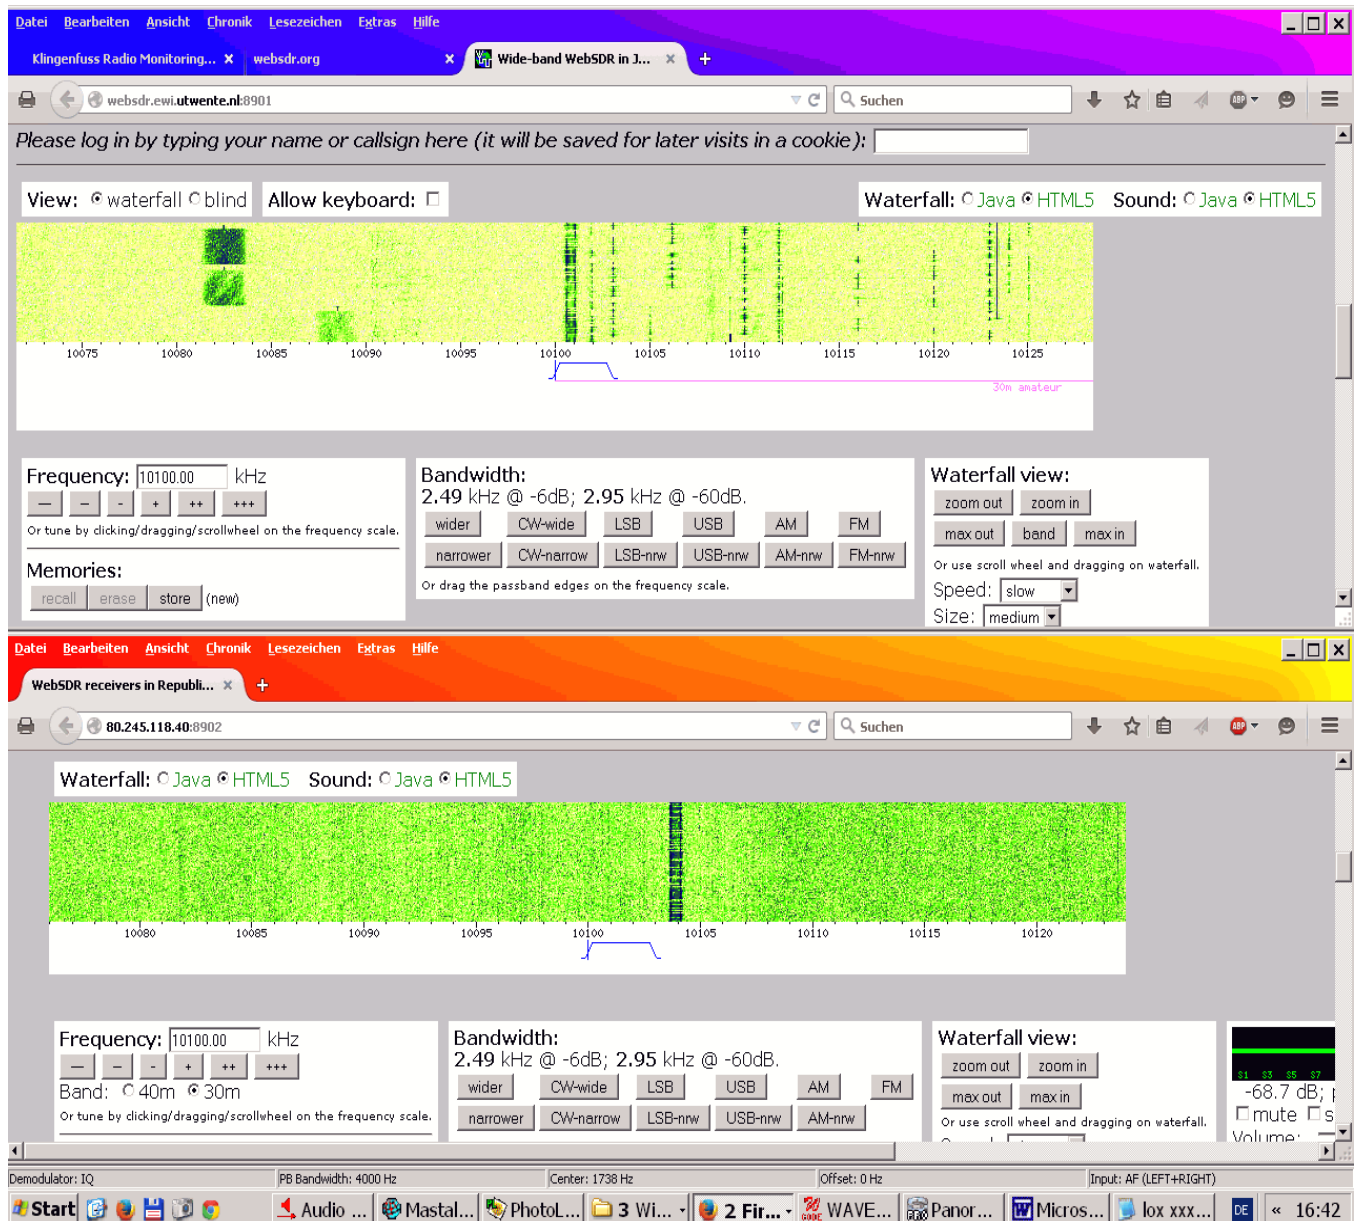 Datei Bearbeiten Ansicht Chronik Lesezeichen Extras Hilfe
Klingenfuss Radio Monitoring... × websdr.org × Wide-band WebSDR in J... × +
websdr.ewi.utwente.nl:8901 Suchen ABP
Please log in by typing your name or callsign here (it will be saved for later visits in a cookie):
View: waterfall blind Allow keyboard: Waterfall: Java HTML5 Sound: Java HTML5
10075 10080 10085 10090 10095 10100 10105 10110 10115 10120 10125
30m amateur
Frequency: 10100.00 kHz
--- -- - + ++ +++
Or tune by clicking/dragging/scrollwheel on the frequency scale.
Memories:
recall erase store (new)
Bandwidth:
2.49 kHz @ -6dB; 2.95 kHz @ -60dB.
wider CW-wide LSB USB AM FM
narrower CW-narrow LSB-nrw USB-nrw AM-nrw FM-nrw
Or drag the passband edges on the frequency scale.
Waterfall view:
zoom out zoom in
max out band max in
Or use scroll wheel and dragging on waterfall.
Speed: slow
Size: medium
Datei Bearbeiten Ansicht Chronik Lesezeichen Extras Hilfe
WebSDR receivers in Republi... × +
80.245.118.40:8902 Suchen ABP
Waterfall: Java HTML5 Sound: Java HTML5
10080 10085 10090 10095 10100 10105 10110 10115 10120
Frequency: 10100.00 kHz
--- -- - + ++ +++
Band: 40m 30m
Or tune by clicking/dragging/scrollwheel on the frequency scale.
Bandwidth:
2.49 kHz @ -6dB; 2.95 kHz @ -60dB.
wider CW-wide LSB USB AM FM
narrower CW-narrow LSB-nrw USB-nrw AM-nrw
Waterfall view:
zoom out zoom in
max out max in
Or use scroll wheel and dragging on waterfall.
S1 S3 S5 S7
-68.7 dB; p
mute s
Volume:
Demodulator: IQ PB Bandwidth: 4000 Hz Center: 1738 Hz Offset: 0 Hz Input: AF (LEFT+RIGHT)
Start Audio ... Mastal... PhotoL... 3 Wi... 2 Fir... WAVE... Panor... Micros... lox xxx... DE « 16:42